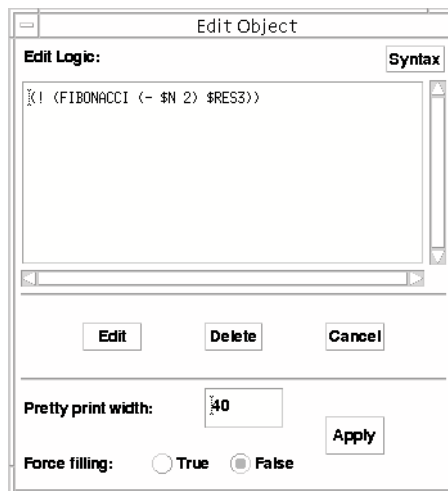 Edit Object
Edit Logic:
Syntax
(! (FIBONACCI (- $N 2) $RES3))
Edit Delete Cancel
Pretty print width: 40
Apply
Force filling: True False